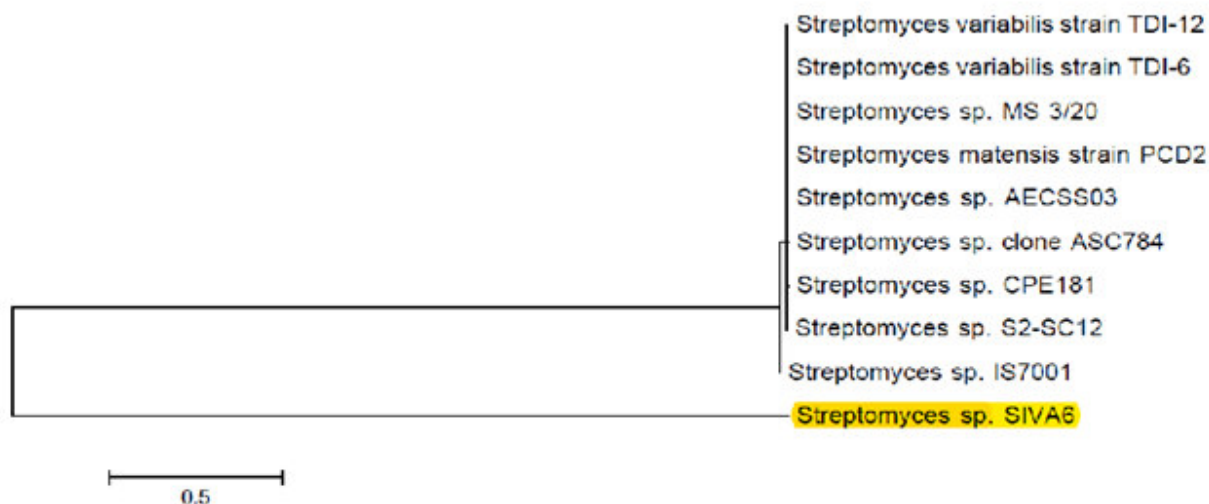 Streptomyces variabilis strain TDI-12
Streptomyces variabilis strain TDI-6
Streptomyces sp. MS 3/20
Streptomyces matensis strain PCD2
Streptomyces sp. AECSS03
Streptomyces sp. clone ASC784
Streptomyces sp. CPE181
Streptomyces sp. S2-SC12
Streptomyces sp. IS7001
Streptomyces sp. SIVA6
0.5